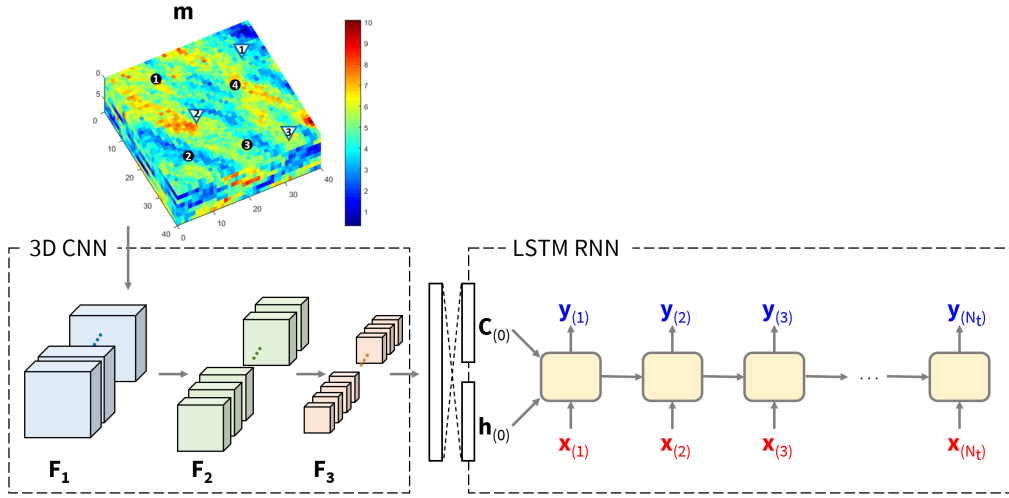 m
10
9
8
7
6
5
4
3
2
1
0
5
0
10
20
30
40
0
10
20
30
40
1
2
3
4
1
2
3
3D CNN
LSTM RNN
F1
F2
F3
C(0)
h(0)
y(1) y(2) y(3) y(Nt)
. . .
x(1) x(2) x(3) x(Nt)